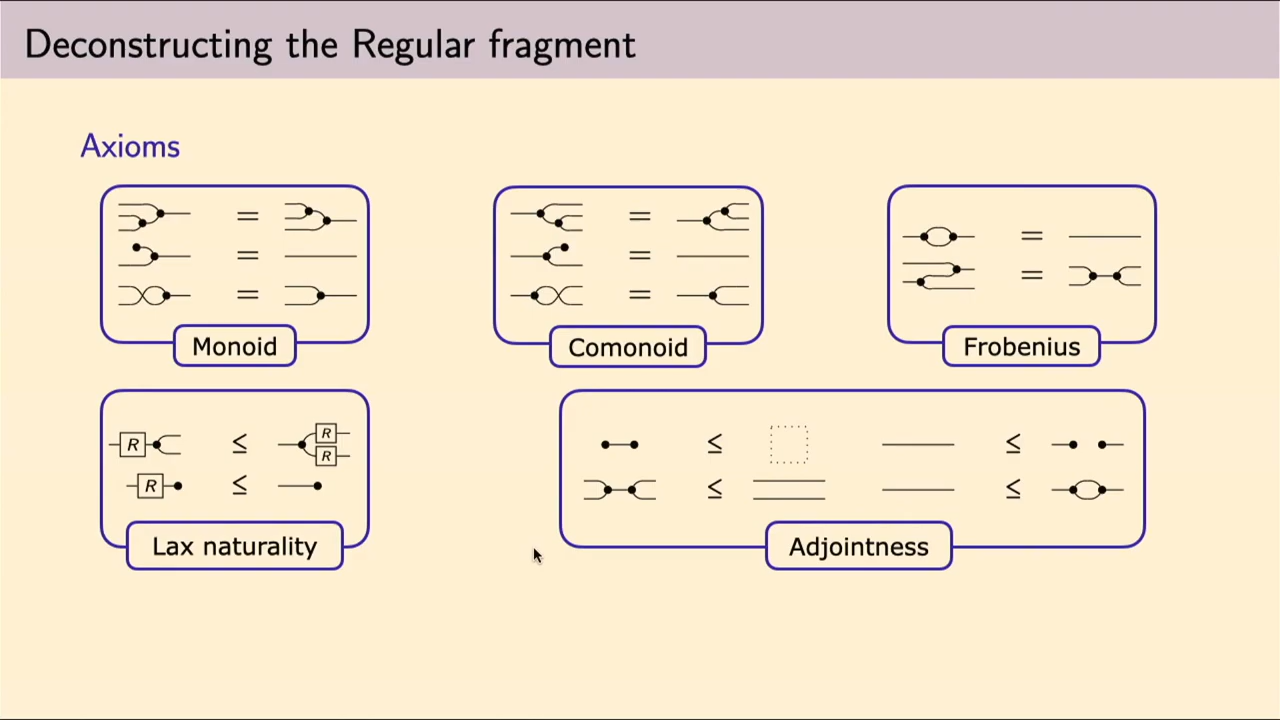 Deconstructing the Regular fragment
Axioms
=
=
=
Monoid
=
=
=
Comonoid
=
=
Frobenius
R ≤ R
R
R ≤
Lax naturality
≤ ≤
≤ ≤
Adjointness